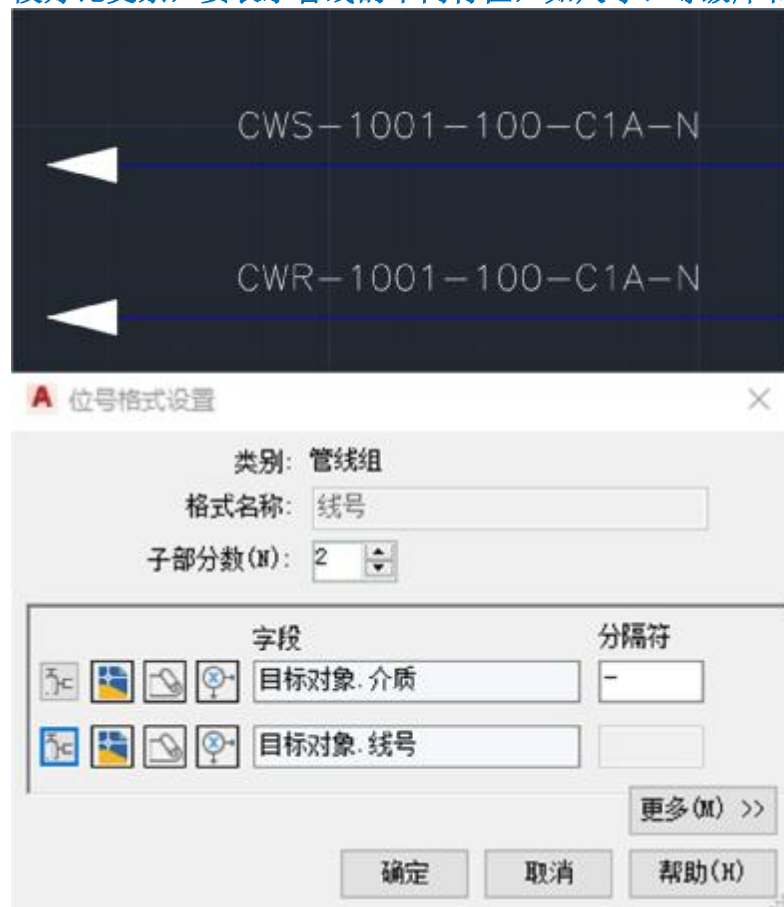 CWS-1001-100-C1A-N
CWR-1001-100-C1A-N
A 位号格式设置
类别: 管线组
格式名称: 线号
子部分数(N): 2
字段 分隔符
目标对象.介质 -
目标对象.线号
更多(M) >>
确定 取消 帮助(H)